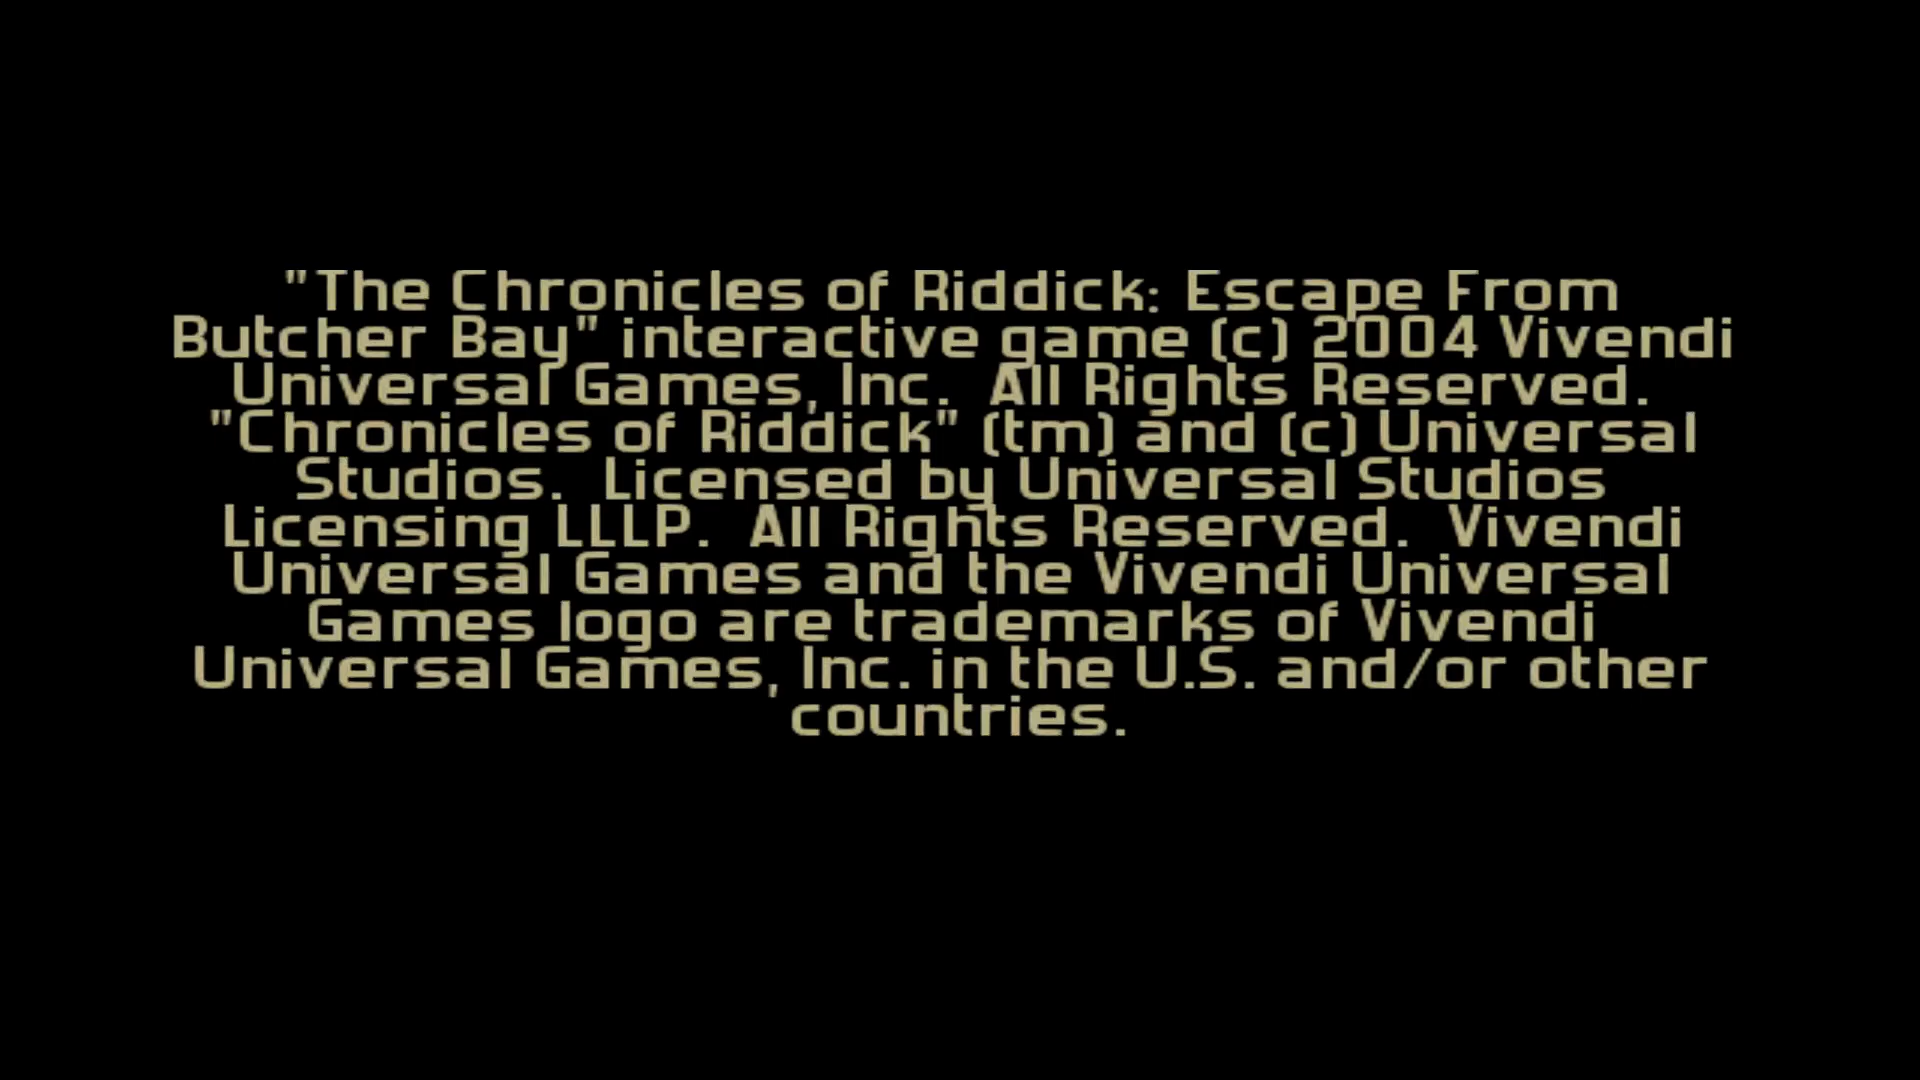 "The Chronicles of Riddick: Escape From
Butcher Bay" interactive game (c) 2004 Vivendi
Universal Games, Inc.  All Rights Reserved.
"Chronicles of Riddick" (tm) and (c) Universal
Studios.  Licensed by Universal Studios
Licensing LLLP.  All Rights Reserved.  Vivendi
Universal Games and the Vivendi Universal
Games logo are trademarks of Vivendi
Universal Games, Inc. in the U.S. and/or other
countries.